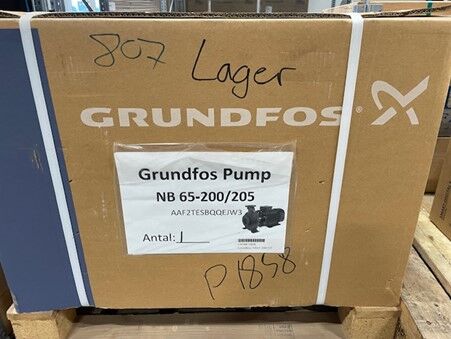 807 Lager
GRUNDFOS
Grundfos Pump
NB 65-200/205
AAF2TESBQQEJW3
Antal: 1
P1858